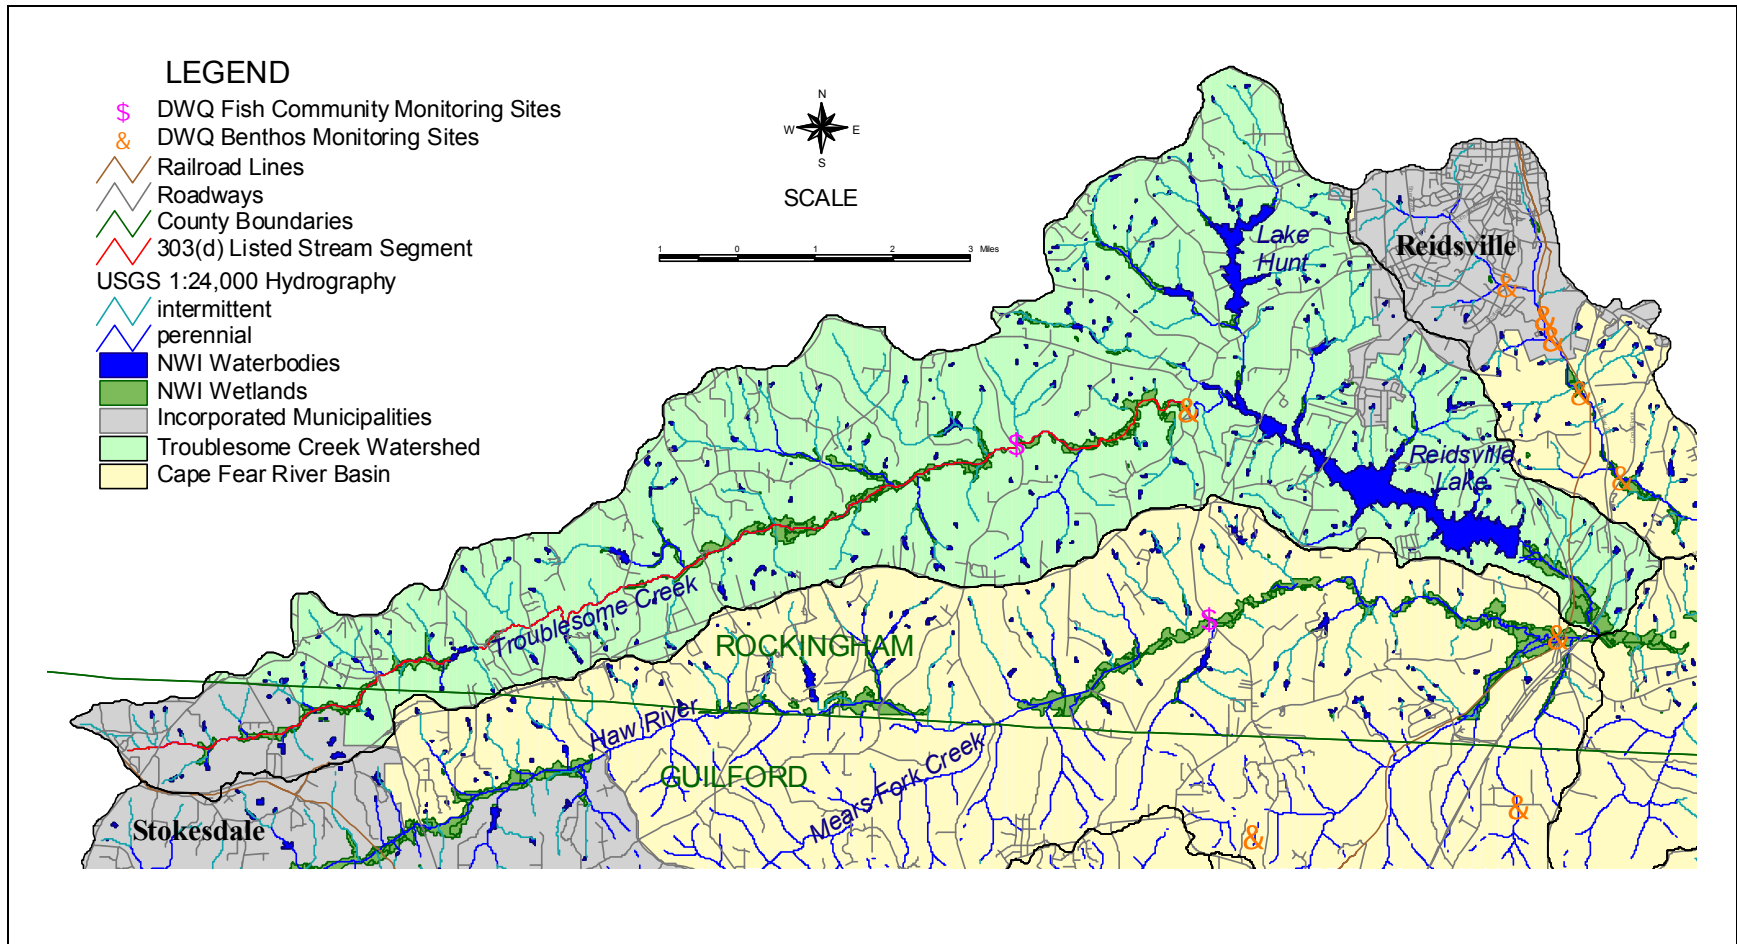 LEGEND
$ DWQ Fish Community Monitoring Sites
& DWQ Benthos Monitoring Sites
Railroad Lines
Roadways
County Boundaries
303(d) Listed Stream Segment
USGS 1:24,000 Hydrography
intermittent
perennial
NWI Waterbodies
NWI Wetlands
Incorporated Municipalities
Troublesome Creek Watershed
Cape Fear River Basin
N
W E
S
SCALE
1 0 1 2 3 Miles
Lake
Hunt
Reidsville
&
&
&
&
&
$
&
Reidsville
Lake
&
Troublesome Creek
ROCKINGHAM
$
&
Haw River
GUILFORD
Mears Fork Creek
Stokesdale
&
&